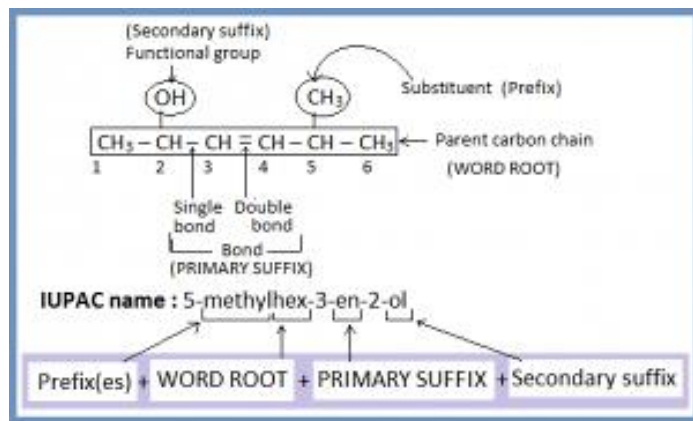 (Secondary suffix)
Functional group
OH
CH₃
Substituent (Prefix)
CH₃ – CH – CH = CH – CH – CH₃
Parent carbon chain
1 2 3 4 5 6
(WORD ROOT)
Single bond
Double bond
Bond
(PRIMARY SUFFIX)
IUPAC name : 5-methylhex-3-en-2-ol
Prefix(es) + WORD ROOT + PRIMARY SUFFIX + Secondary suffix